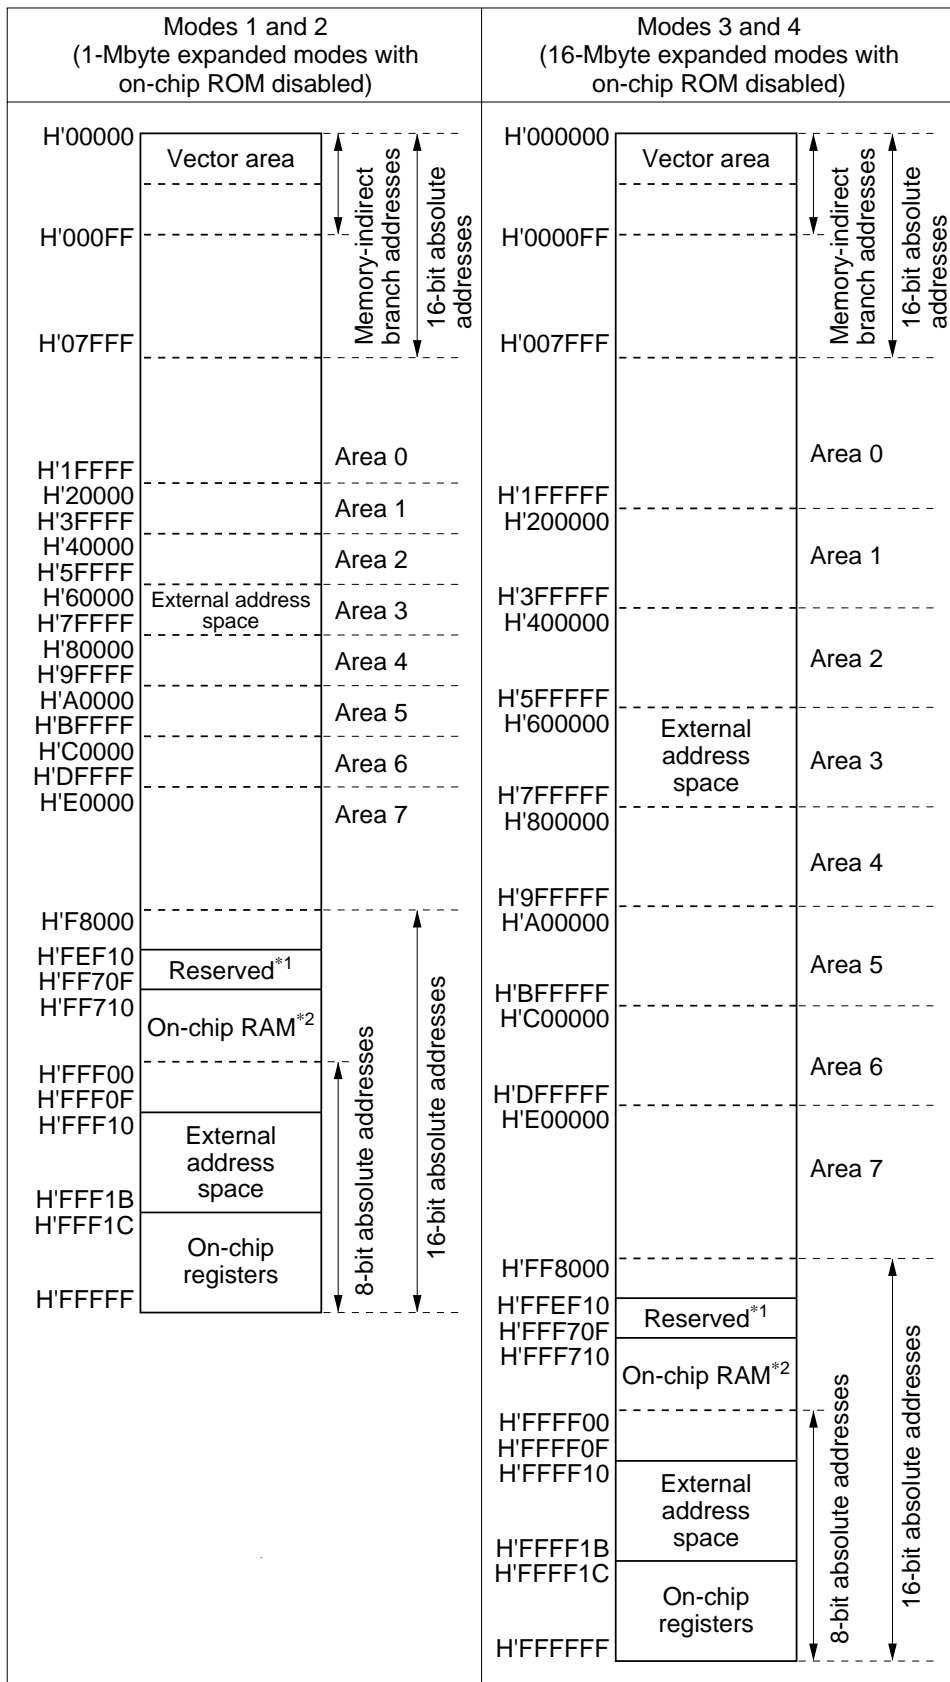 Modes 1 and 2
(1-Mbyte expanded modes with
on-chip ROM disabled)
H'00000
Vector area
H'000FF
H'07FFF
Memory-indirect
branch addresses
16-bit absolute
addresses
Area 0
H'1FFFF
H'20000
Area 1
H'3FFFF
H'40000
Area 2
H'5FFFF
H'60000
External address
space
Area 3
H'7FFFF
H'80000
Area 4
H'9FFFF
H'A0000
Area 5
H'BFFFF
H'C0000
Area 6
H'DFFFF
H'E0000
Area 7
H'F8000
H'FEF10
Reserved*1
H'FF70F
H'FF710
On-chip RAM*2
H'FFF00
H'FFF0F
H'FFF10
External
address
space
H'FFF1B
H'FFF1C
On-chip
registers
H'FFFFF
8-bit absolute addresses
16-bit absolute addresses
Modes 3 and 4
(16-Mbyte expanded modes with
on-chip ROM disabled)
H'000000
Vector area
H'0000FF
H'007FFF
Memory-indirect
branch addresses
16-bit absolute
addresses
Area 0
H'1FFFFF
H'200000
Area 1
H'3FFFFF
H'400000
Area 2
H'5FFFFF
H'600000
External
address
space
Area 3
H'7FFFFF
H'800000
Area 4
H'9FFFFF
H'A00000
Area 5
H'BFFFFF
H'C00000
Area 6
H'DFFFFF
H'E00000
Area 7
H'FF8000
H'FFEF10
Reserved*1
H'FFF70F
H'FFF710
On-chip RAM*2
H'FFFF00
H'FFFF0F
H'FFFF10
External
address
space
H'FFFF1B
H'FFFF1C
On-chip
registers
H'FFFFFF
8-bit absolute addresses
16-bit absolute addresses